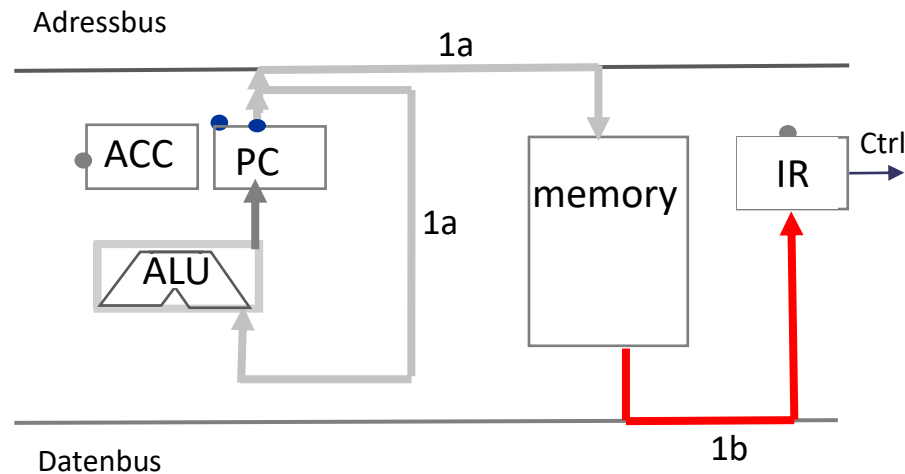 Adressbus
1a
ACC
PC
memory
IR
Ctrl
1a
ALU
1b
Datenbus